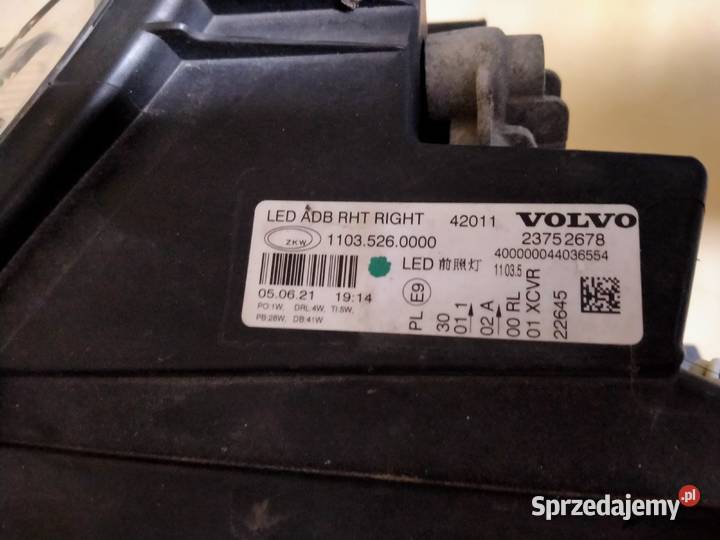 LED ADB RHT RIGHT 42011 VOLVO
ZKW 1103.526.0000 23752678
400000044036554
LED 前照灯 1103.5
05.06.21 19:14
PO:1W, DRL:4W, TI:5W,
PB:28W, DB:41W
PL E9
30
01 1
02 A
00 RL
01 XCVR
22645
Sprzedajemy.pl